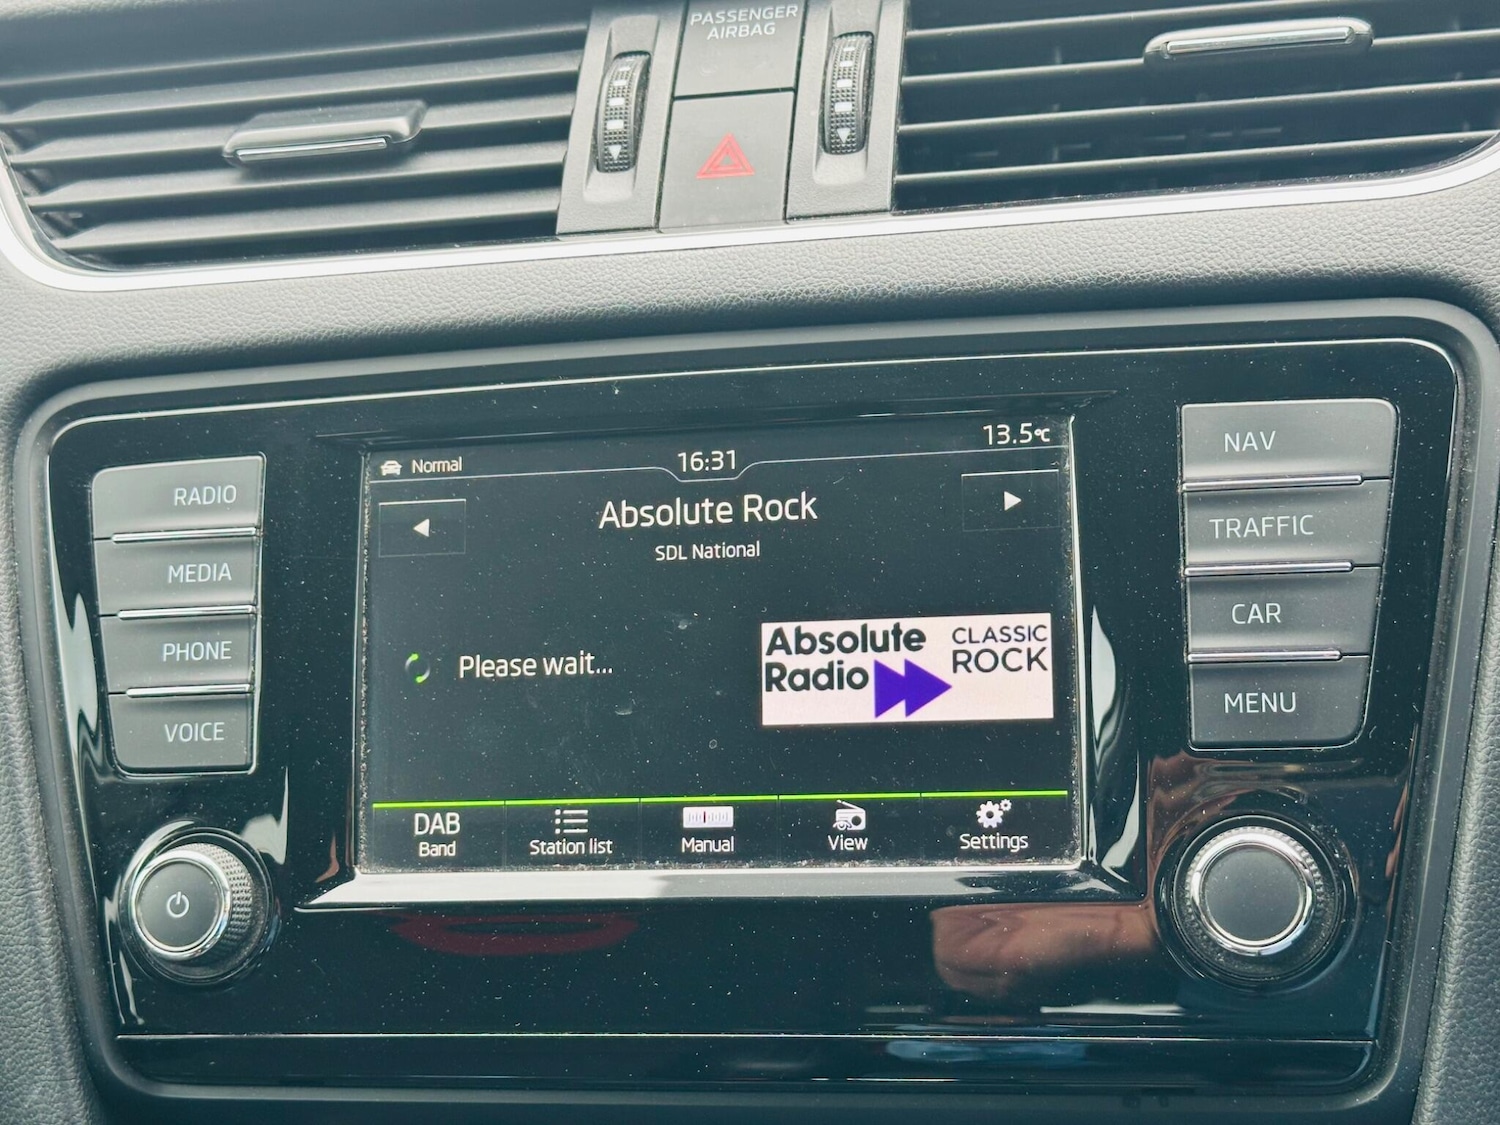 PASSENGER
AIRBAG
RADIO
MEDIA
PHONE
VOICE
Normal
16:31
13.5°C
Absolute Rock
SDL National
Please wait...
Absolute
Radio
CLASSIC
ROCK
DAB
Band
Station list
Manual
View
Settings
NAV
TRAFFIC
CAR
MENU